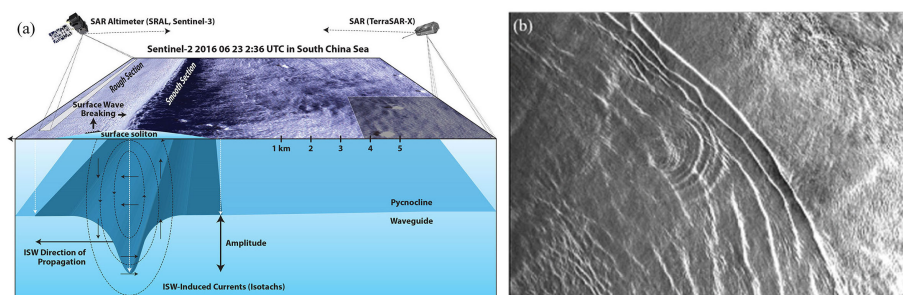 (a)
SAR Altimeter (SRAL, Sentinel-3)
SAR (TerraSAR-X)
Sentinel-2 2016 06 23 2:36 UTC in South China Sea
Rough Section
Smooth Section
Surface Wave
Breaking
surface soliton
1 km
2
3
4
5
Pycnocline
Waveguide
Amplitude
ISW Direction of
Propagation
ISW-Induced Currents (Isotachs)
(b)